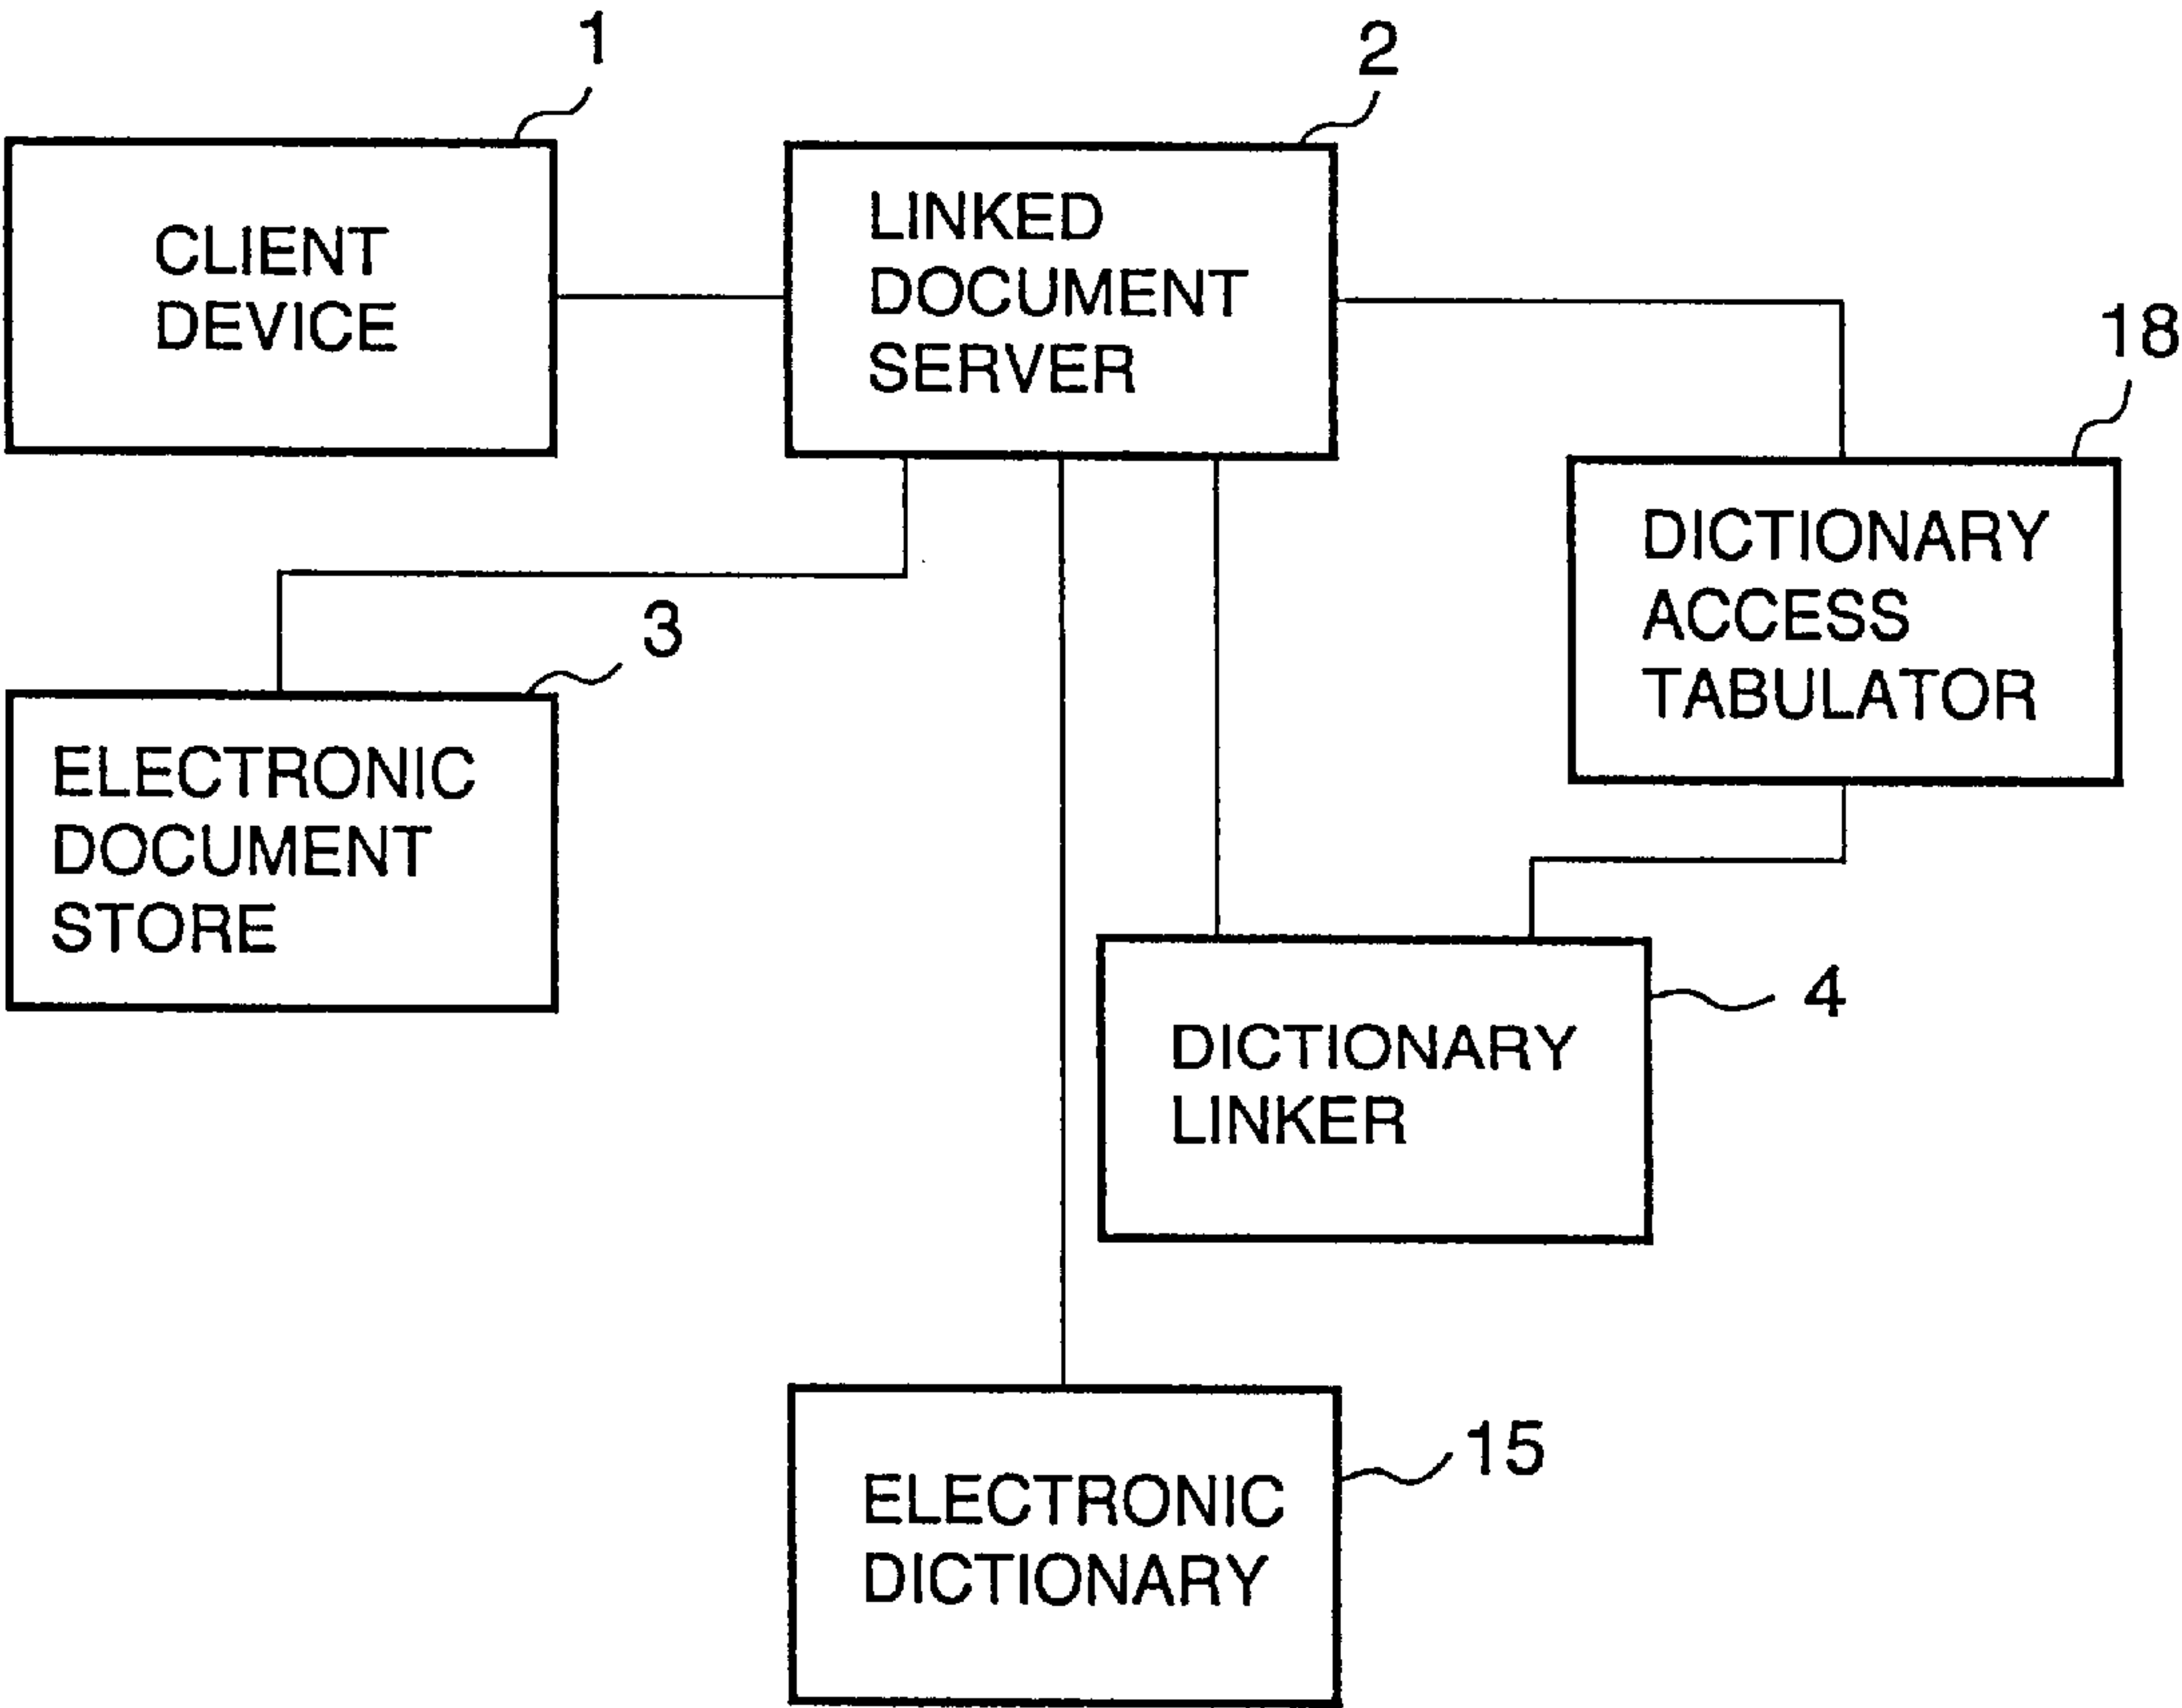 1
2
CLIENT
DEVICE
LINKED
DOCUMENT
SERVER
18
DICTIONARY
ACCESS
TABULATOR
3
ELECTRONIC
DOCUMENT
STORE
4
DICTIONARY
LINKER
15
ELECTRONIC
DICTIONARY